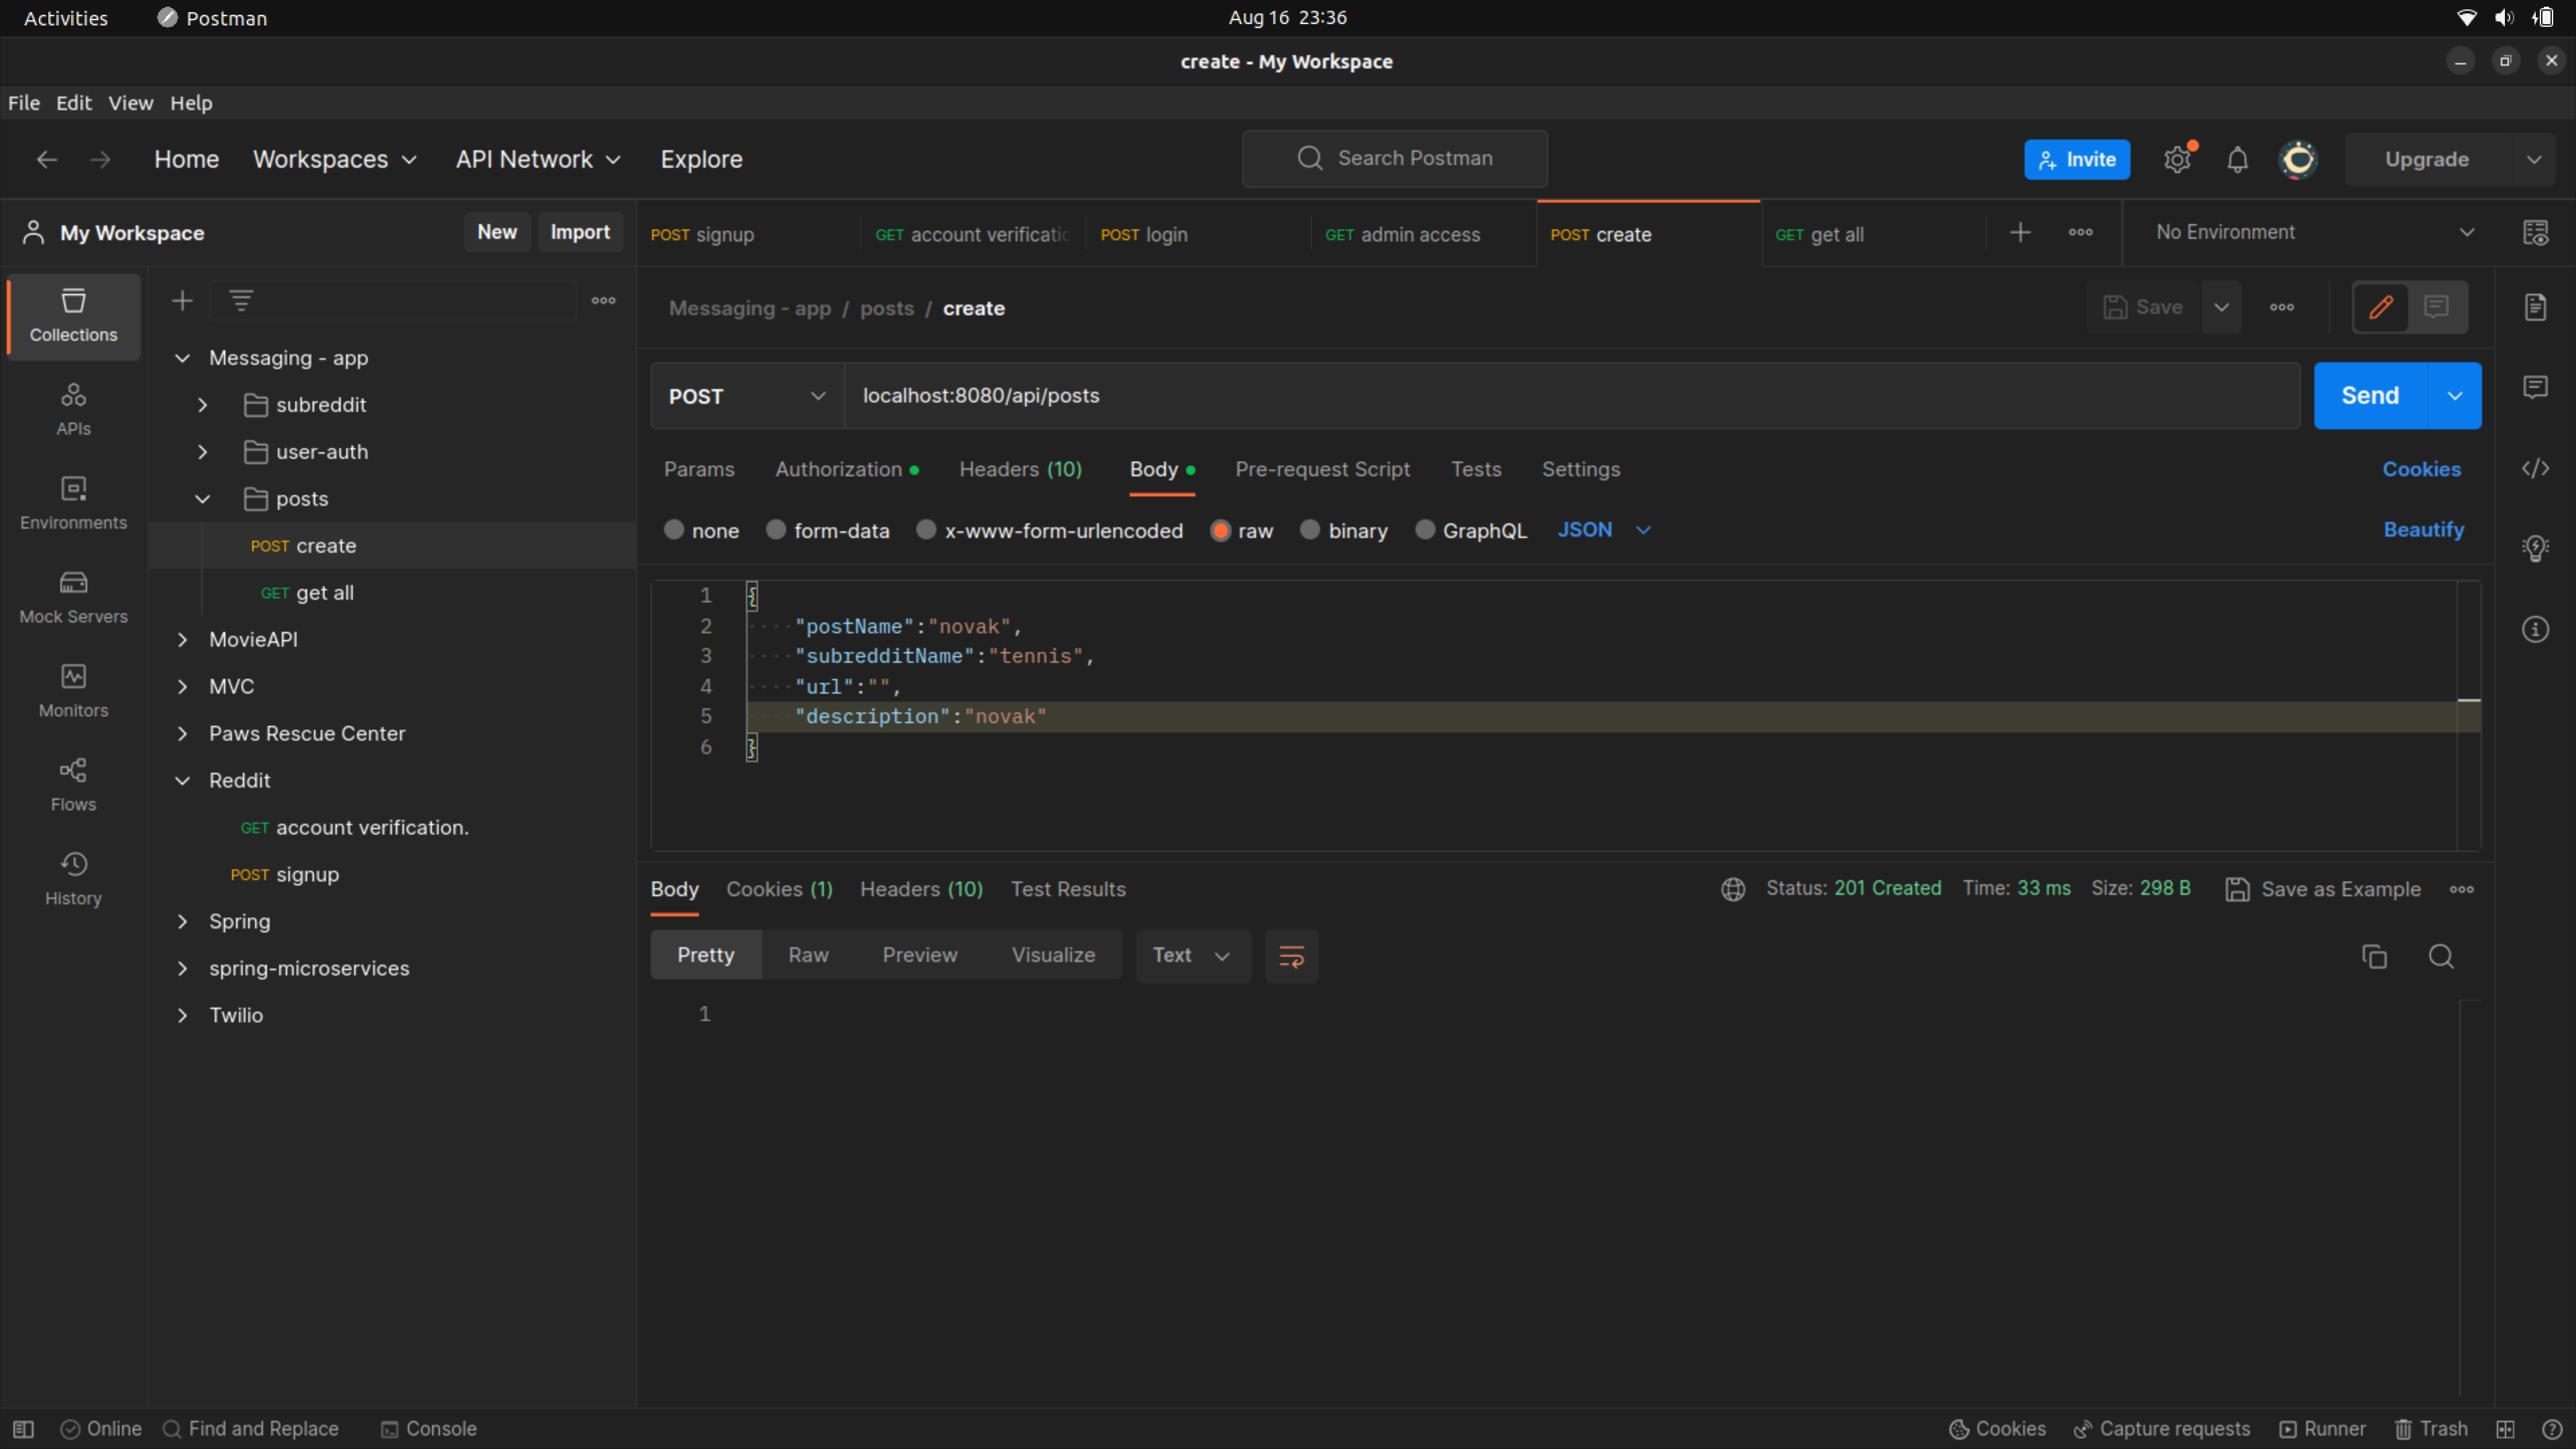 Activities Postman Aug 16 23:36
create - My Workspace
File Edit View Help
Home Workspaces API Network Explore Search Postman Invite Upgrade
My Workspace New Import POST signup GET account verificatio POST login GET admin access POST create GET get all No Environment
Collections
APIs
Environments
Mock Servers
Monitors
Flows
History
Messaging - app
subreddit
user-auth
posts
POST create
GET get all
MovieAPI
MVC
Paws Rescue Center
Reddit
GET account verification.
POST signup
Spring
spring-microservices
Twilio
Messaging - app / posts / create Save
POST localhost:8080/api/posts Send
Params Authorization Headers (10) Body Pre-request Script Tests Settings Cookies
none form-data x-www-form-urlencoded raw binary GraphQL JSON Beautify
1 {
2 "postName":"novak",
3 "subredditName":"tennis",
4 "url":"",
5 "description":"novak"
6 }
Body Cookies (1) Headers (10) Test Results Status: 201 Created Time: 33 ms Size: 298 B Save as Example
Pretty Raw Preview Visualize Text
1
Online Find and Replace Console Cookies Capture requests Runner Trash